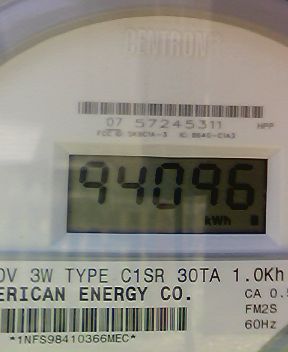 CENTRON
07 57245311 HPP
94096
kWh
0V 3W TYPE C1SR 30TA 1.0Kh
ERICAN ENERGY CO.
CA 0.5
FM2S
60Hz
*1NFS98410366MEC*